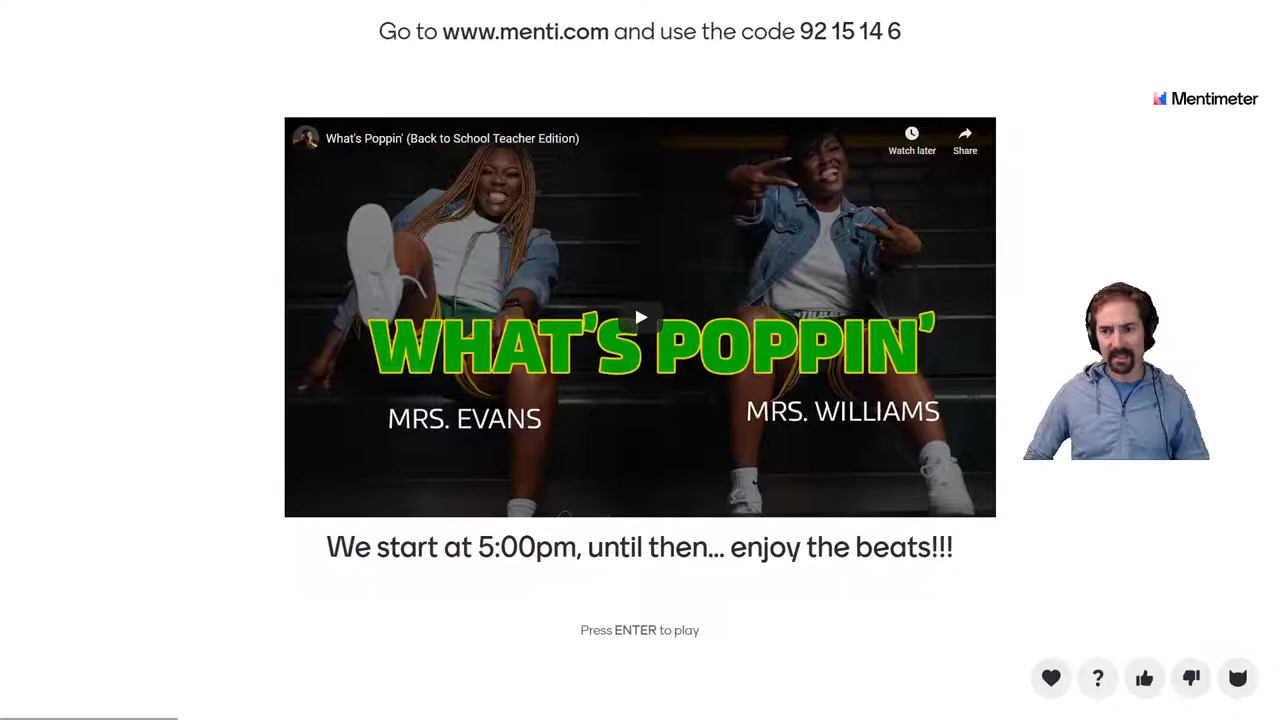 Go to www.menti.com and use the code 92 15 14 6
Mentimeter
What's Poppin' (Back to School Teacher Edition)
Watch later
Share
WHAT'S POPPIN'
MRS. EVANS
MRS. WILLIAMS
We start at 5:00pm, until then... enjoy the beats!!!
Press ENTER to play
?